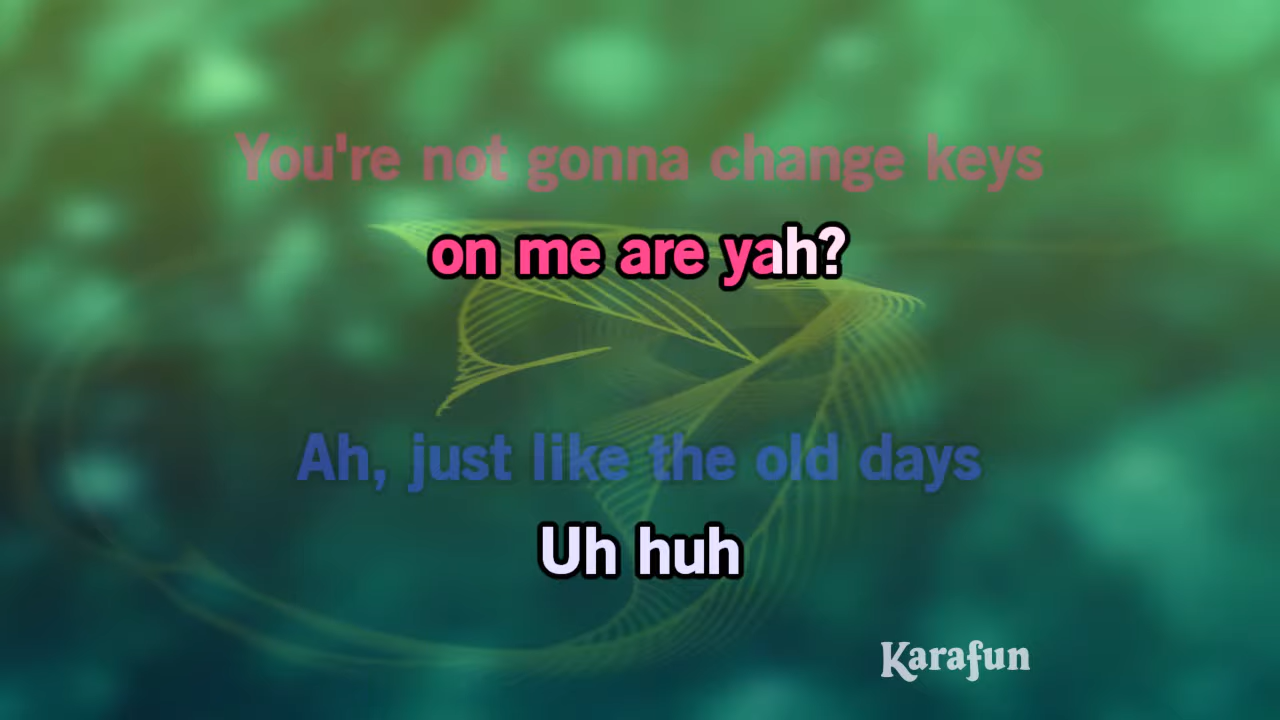 You're not gonna change keys
on me are yah?
Ah, just like the old days
Uh huh
Karafun